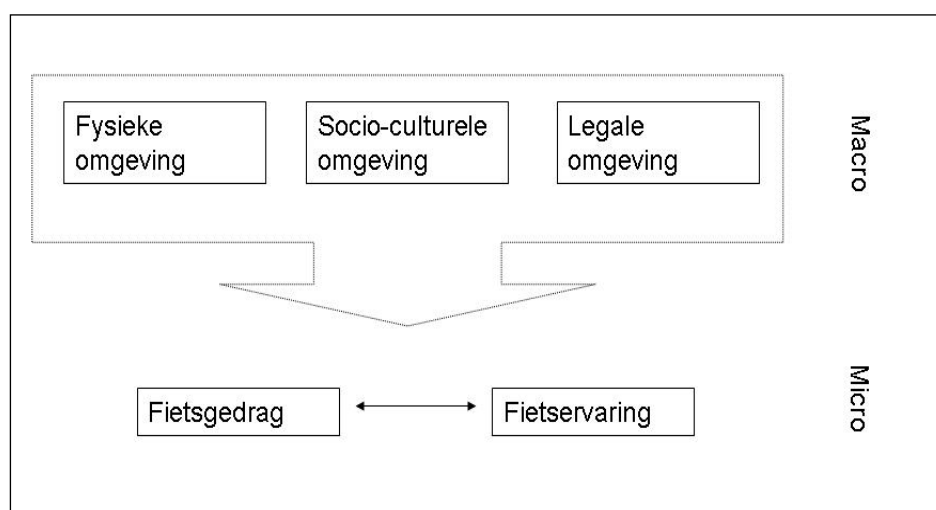 Fysieke
omgeving
Socio-culturele
omgeving
Legale
omgeving
Macro
Fietsgedrag
Fietservaring
Micro